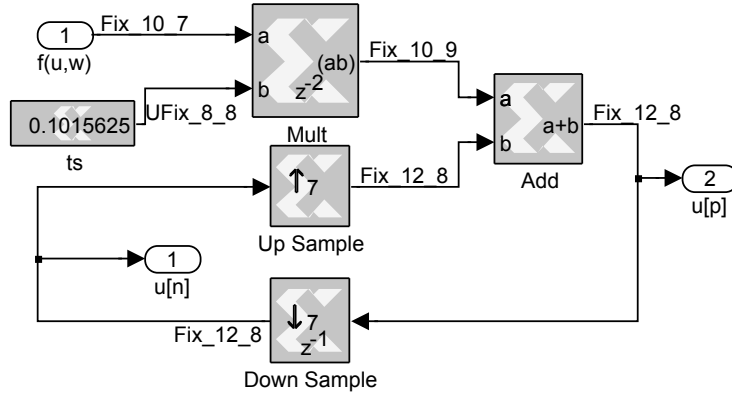 1
Fix_10_7
f(u,w)
a
b
(ab)
z-2
Mult
Fix_10_9
0.1015625
UFix_8_8
ts
a
b
a+b
Add
Fix_12_8
2
u[p]
↑7
Up Sample
Fix_12_8
1
u[n]
↓7
z-1
Fix_12_8
Down Sample